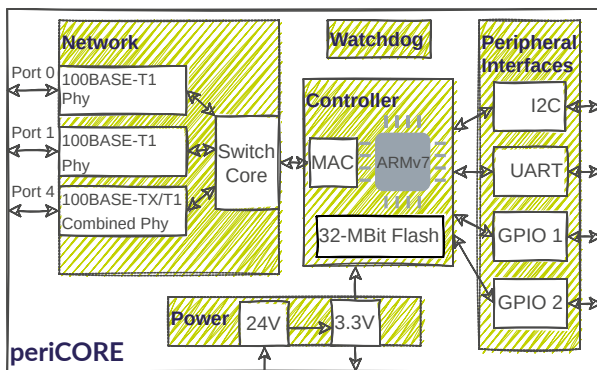 Network
Port 0
100BASE-T1
Phy
Port 1
100BASE-T1
Phy
Port 4
100BASE-TX/T1
Combined Phy
Switch
Core
Watchdog
Controller
MAC
ARMv7
32-MBit Flash
Peripheral
Interfaces
I2C
UART
GPIO 1
GPIO 2
Power
24V
3.3V
periCORE